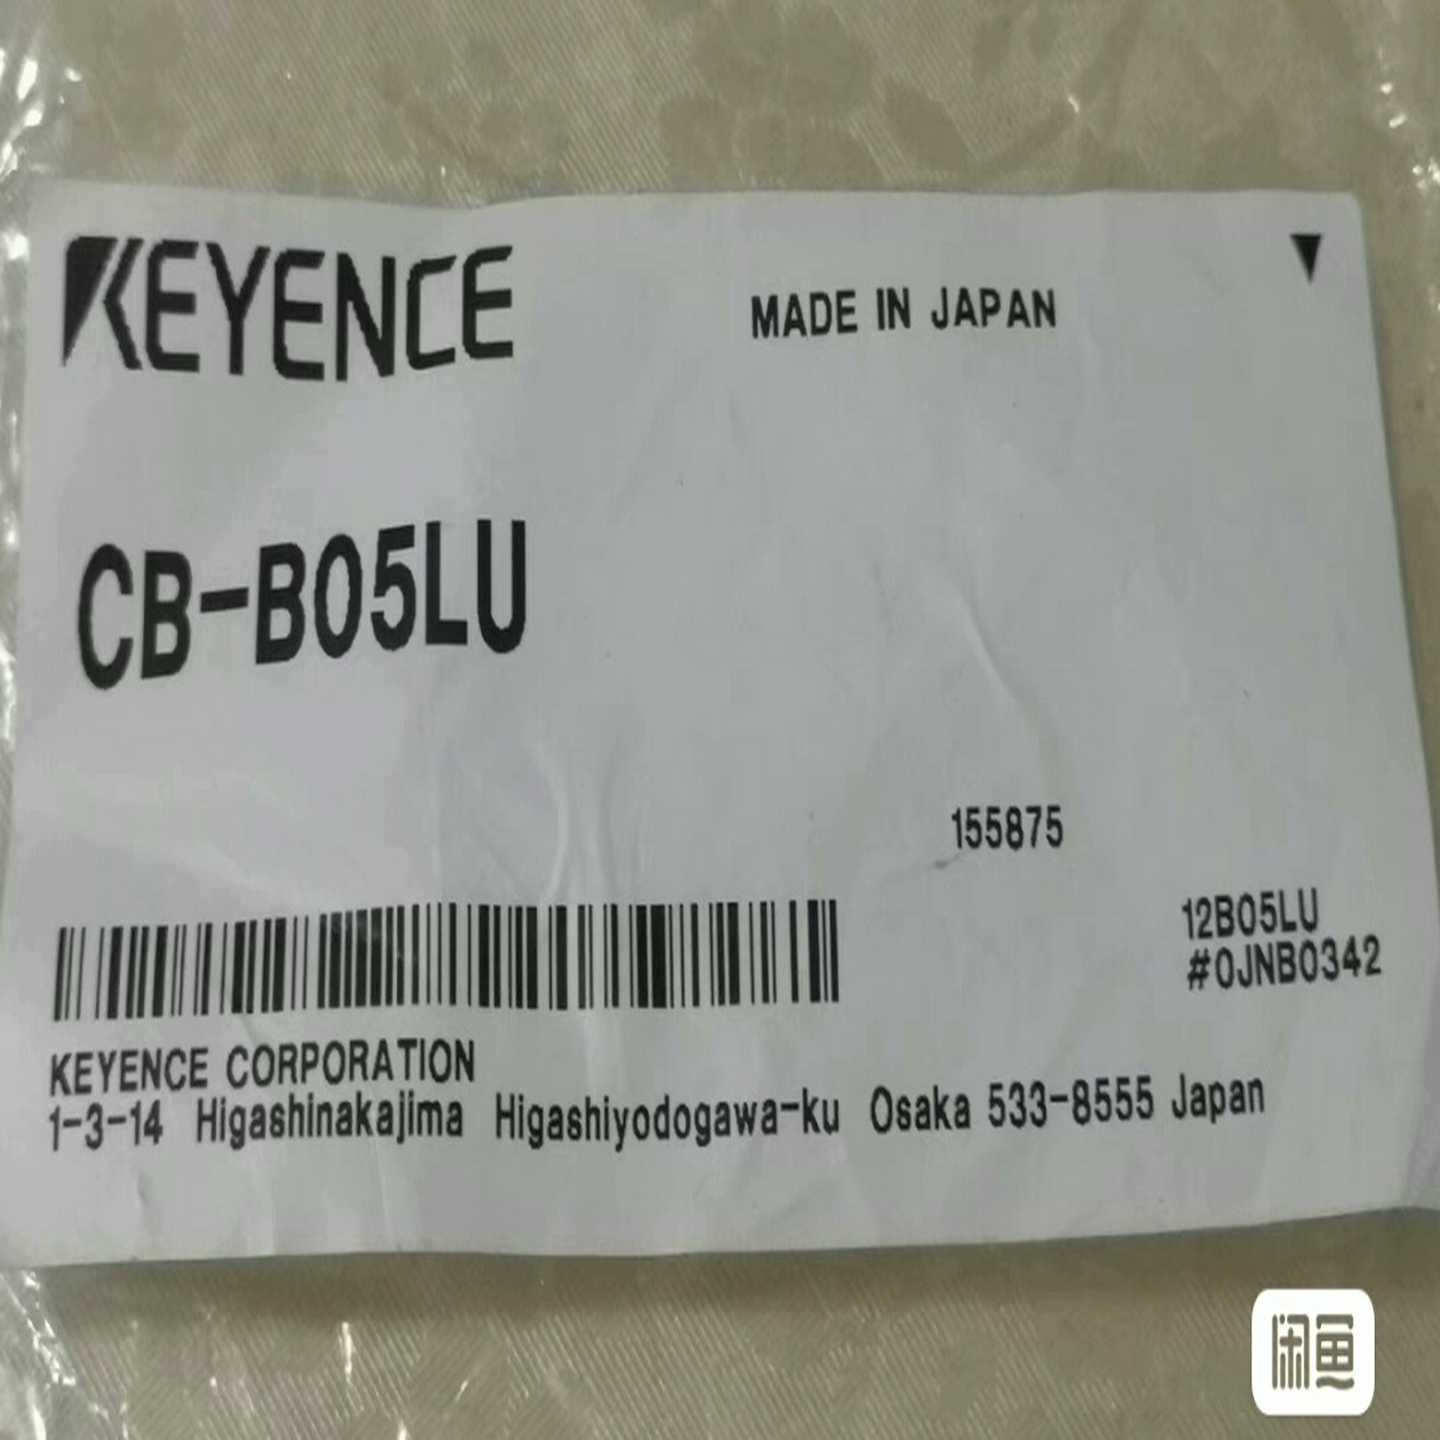 KEYENCE
MADE IN JAPAN
CB-B05LU
155875
12B05LU
#0JNB0342
KEYENCE CORPORATION
1-3-14 Higashinakajima Higashiyodogawa-ku Osaka 533-8555 Japan
闲鱼